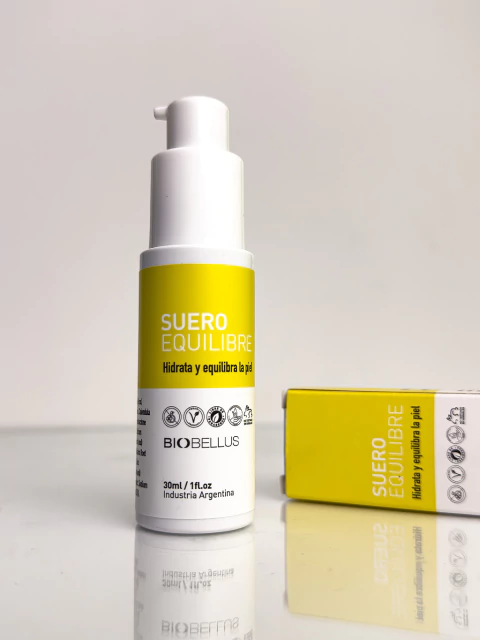 SUERO
EQUILIBRE
Hidrata y equilibra la piel
BIOBELLUS
30ml / 1fl.oz
Industria Argentina
SUERO
EQUILIBRE
Hidrata y equilibra la piel